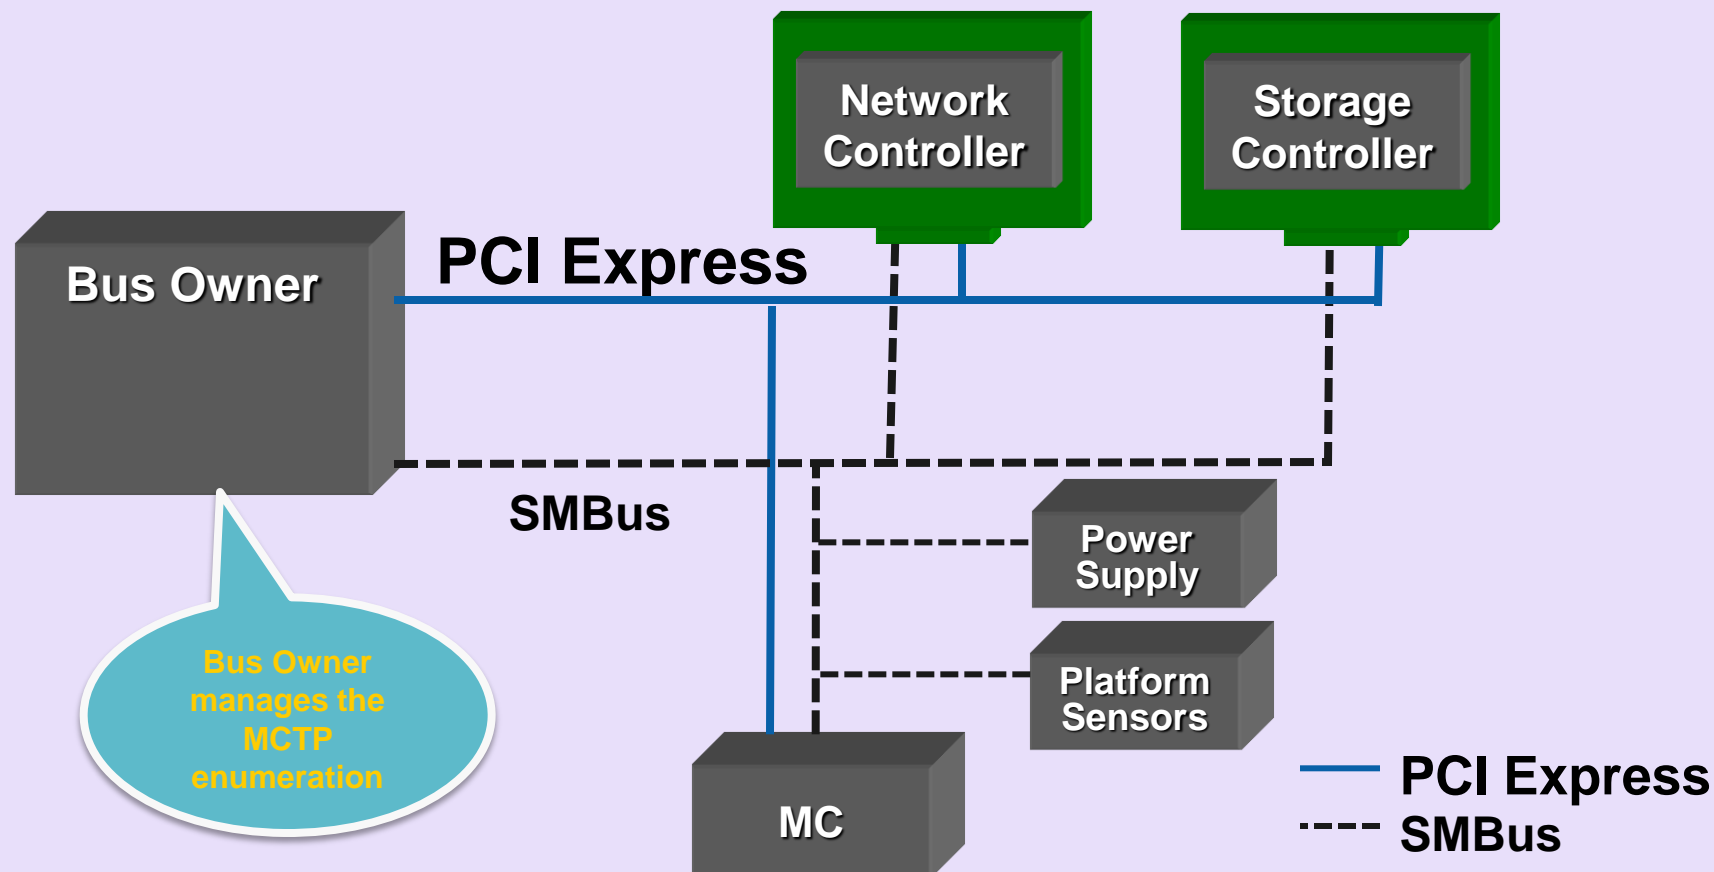 Network
Controller
Storage
Controller
Bus Owner
PCI Express
SMBus
Power
Supply
Platform
Sensors
Bus Owner
manages the
MCTP
enumeration
MC
PCI Express
SMBus